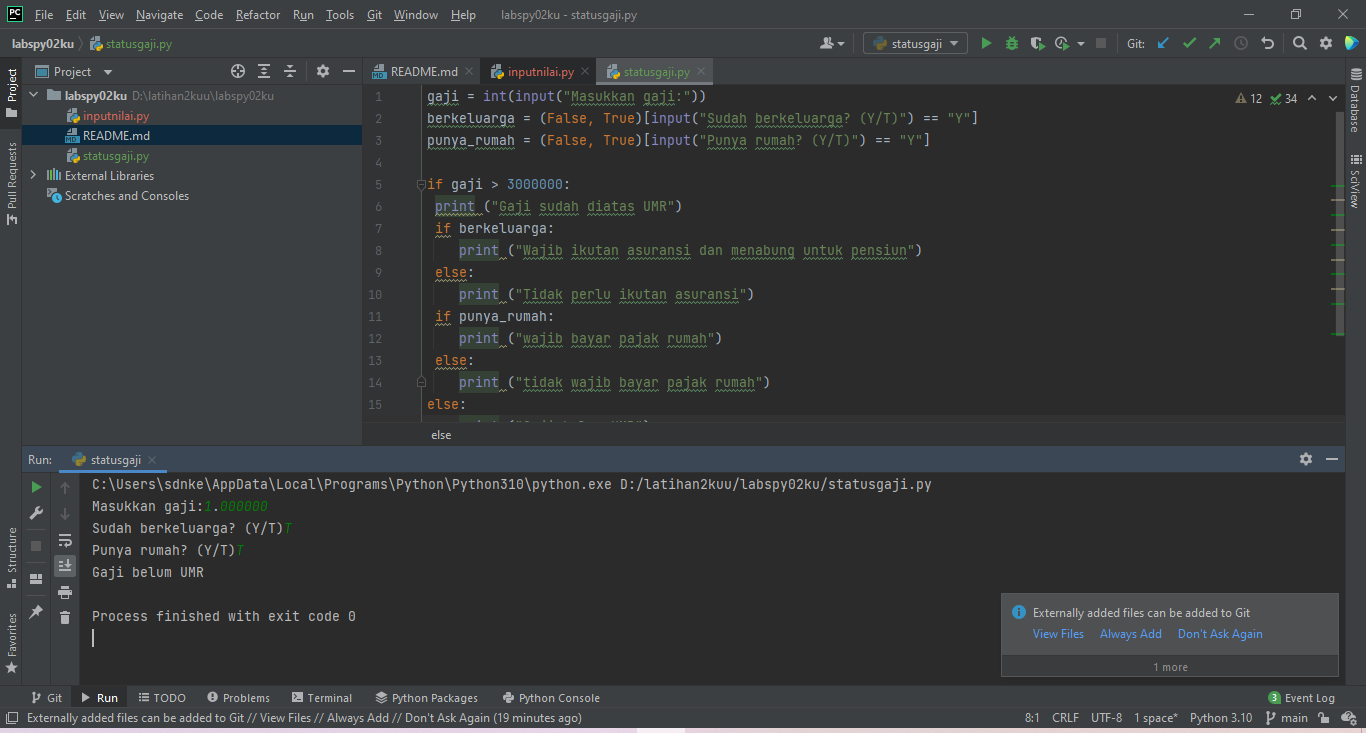 PC File Edit View Navigate Code Refactor Run Tools Git Window Help labspy02ku - statusgaji.py
labspy02ku statusgaji.py statusgaji Git:
Project Project README.md inputnilai.py statusgaji.py
labspy02ku D:\latihan2kuu\labspy02ku
inputnilai.py
README.md
statusgaji.py
External Libraries
Scratches and Consoles
Pull Requests
12 34
1 gaji = int(input("Masukkan gaji:"))
2 berkeluarga = (False, True)[input("Sudah berkeluarga? (Y/T)") == "Y"]
3 punya_rumah = (False, True)[input("Punya rumah? (Y/T)") == "Y"]
4
5 if gaji > 3000000:
6 print ("Gaji sudah diatas UMR")
7 if berkeluarga:
8 print ("Wajib ikutan asuransi dan menabung untuk pensiun")
9 else:
10 print ("Tidak perlu ikutan asuransi")
11 if punya_rumah:
12 print ("wajib bayar pajak rumah")
13 else:
14 print ("tidak wajib bayar pajak rumah")
15 else:
else
Database
SciView
Run: statusgaji
C:\Users\sdnke\AppData\Local\Programs\Python\Python310\python.exe D:/latihan2kuu/labspy02ku/statusgaji.py
Masukkan gaji:1.000000
Sudah berkeluarga? (Y/T)T
Punya rumah? (Y/T)T
Gaji belum UMR
Process finished with exit code 0
Structure
Favorites
Externally added files can be added to Git
View Files Always Add Don't Ask Again
1 more
Git Run TODO Problems Terminal Python Packages Python Console 3 Event Log
Externally added files can be added to Git // View Files // Always Add // Don't Ask Again (19 minutes ago) 8:1 CRLF UTF-8 1 space* Python 3.10 main